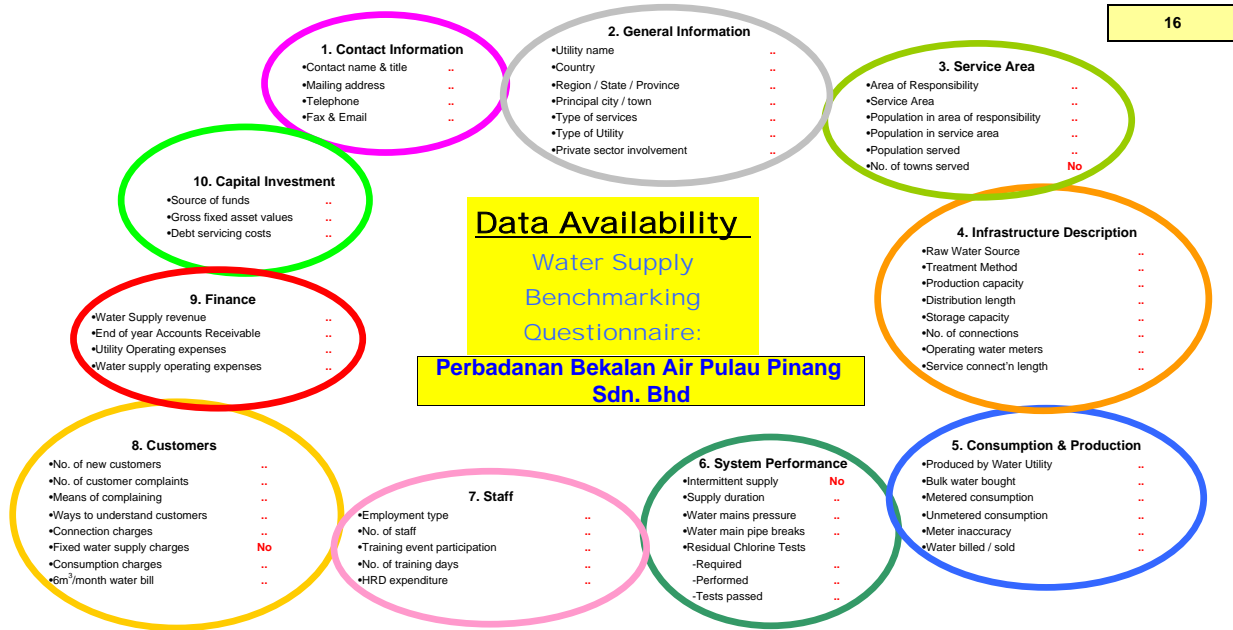 16
1. Contact Information
•Contact name & title ..
•Mailing address ..
•Telephone ..
•Fax & Email ..
2. General Information
•Utility name ..
•Country ..
•Region / State / Province ..
•Principal city / town ..
•Type of services ..
•Type of Utility ..
•Private sector involvement ..
3. Service Area
•Area of Responsibility ..
•Service Area ..
•Population in area of responsibility ..
•Population in service area ..
•Population served ..
•No. of towns served No
10. Capital Investment
•Source of funds ..
•Gross fixed asset values ..
•Debt servicing costs ..
Data Availability
Water Supply
Benchmarking
Questionnaire:
Perbadanan Bekalan Air Pulau Pinang
Sdn. Bhd
4. Infrastructure Description
•Raw Water Source ..
•Treatment Method ..
•Production capacity ..
•Distribution length ..
•Storage capacity ..
•No. of connections ..
•Operating water meters ..
•Service connect'n length ..
9. Finance
•Water Supply revenue ..
•End of year Accounts Receivable ..
•Utility Operating expenses ..
•Water supply operating expenses ..
8. Customers
•No. of new customers ..
•No. of customer complaints ..
•Means of complaining ..
•Ways to understand customers ..
•Connection charges ..
•Fixed water supply charges No
•Consumption charges ..
•6m³/month water bill ..
7. Staff
•Employment type ..
•No. of staff ..
•Training event participation ..
•No. of training days ..
•HRD expenditure ..
6. System Performance
•Intermittent supply No
•Supply duration ..
•Water mains pressure ..
•Water main pipe breaks ..
•Residual Chlorine Tests
-Required ..
-Performed ..
-Tests passed ..
5. Consumption & Production
•Produced by Water Utility ..
•Bulk water bought ..
•Metered consumption ..
•Unmetered consumption ..
•Meter inaccuracy ..
•Water billed / sold ..